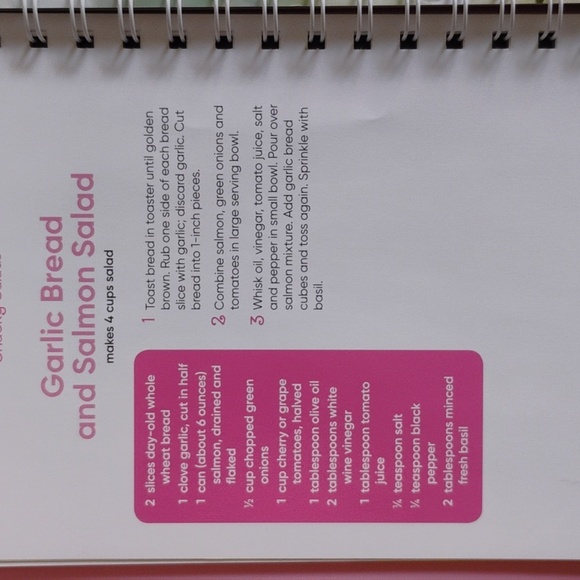 Garlic Bread
and Salmon Salad
makes 4 cups salad
2 slices day-old whole
wheat bread
1 clove garlic, cut in half
1 can (about 6 ounces)
salmon, drained and
flaked
½ cup chopped green
onions
1 cup cherry or grape
tomatoes, halved
1 tablespoon olive oil
2 tablespoons white
wine vinegar
1 tablespoon tomato
juice
¼ teaspoon salt
¼ teaspoon black
pepper
2 tablespoons minced
fresh basil
1 Toast bread in toaster until golden
brown. Rub one side of each bread
slice with garlic; discard garlic. Cut
bread into 1-inch pieces.
2 Combine salmon, green onions and
tomatoes in large serving bowl.
3 Whisk oil, vinegar, tomato juice, salt
and pepper in small bowl. Pour over
salmon mixture. Add garlic bread
cubes and toss again. Sprinkle with
basil.